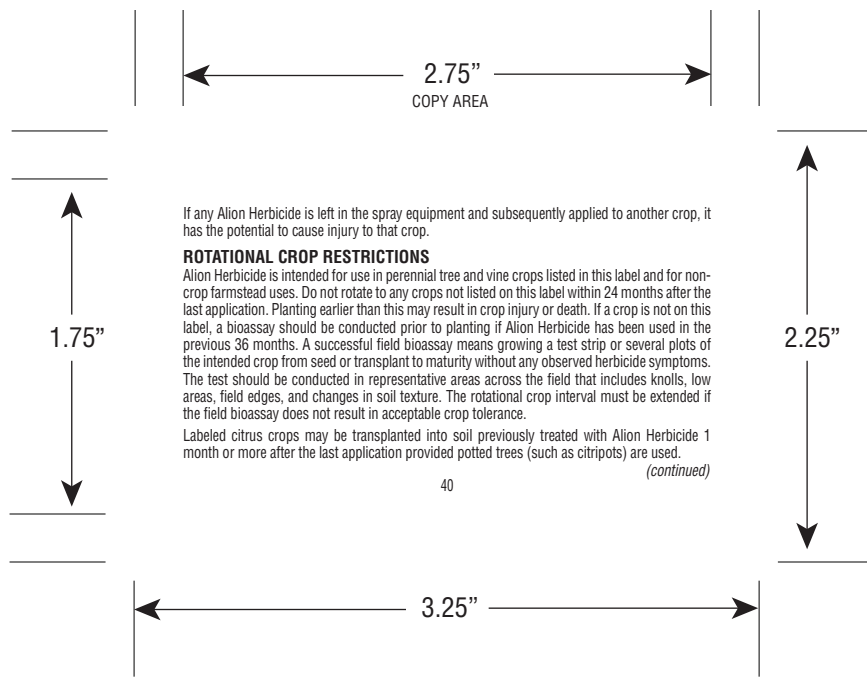 2.75”
COPY AREA
If any Alion Herbicide is left in the spray equipment and subsequently applied to another crop, it
has the potential to cause injury to that crop.
ROTATIONAL CROP RESTRICTIONS
Alion Herbicide is intended for use in perennial tree and vine crops listed in this label and for non-
crop farmstead uses. Do not rotate to any crops not listed on this label within 24 months after the
last application. Planting earlier than this may result in crop injury or death. If a crop is not on this
label, a bioassay should be conducted prior to planting if Alion Herbicide has been used in the
previous 36 months. A successful field bioassay means growing a test strip or several plots of
the intended crop from seed or transplant to maturity without any observed herbicide symptoms.
The test should be conducted in representative areas across the field that includes knolls, low
areas, field edges, and changes in soil texture. The rotational crop interval must be extended if
the field bioassay does not result in acceptable crop tolerance.
Labeled citrus crops may be transplanted into soil previously treated with Alion Herbicide 1
month or more after the last application provided potted trees (such as citripots) are used.
(continued)
40
1.75”
2.25”
3.25”